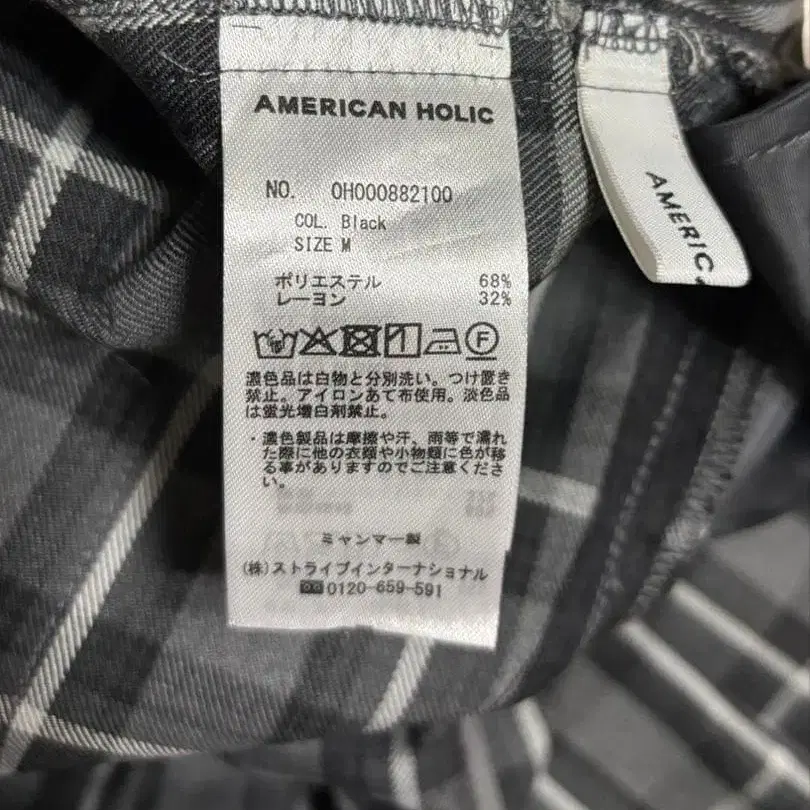 AMERICAN HOLIC
NO. OH000882100
COL. Black
SIZE M
ポリエステル 68%
レーヨン 32%
F
濃色品は白物と分別洗い。つけ置き
禁止。アイロンあて布使用。淡色品
は蛍光増白剤禁止。
・濃色製品は摩擦や汗、雨等で濡れ
た際に他の衣類や小物類に色が移
る事がありますのでご注意くださ
い。
ミャンマー製
(株)ストライプインターナショナル
0120-659-591
AMERIC